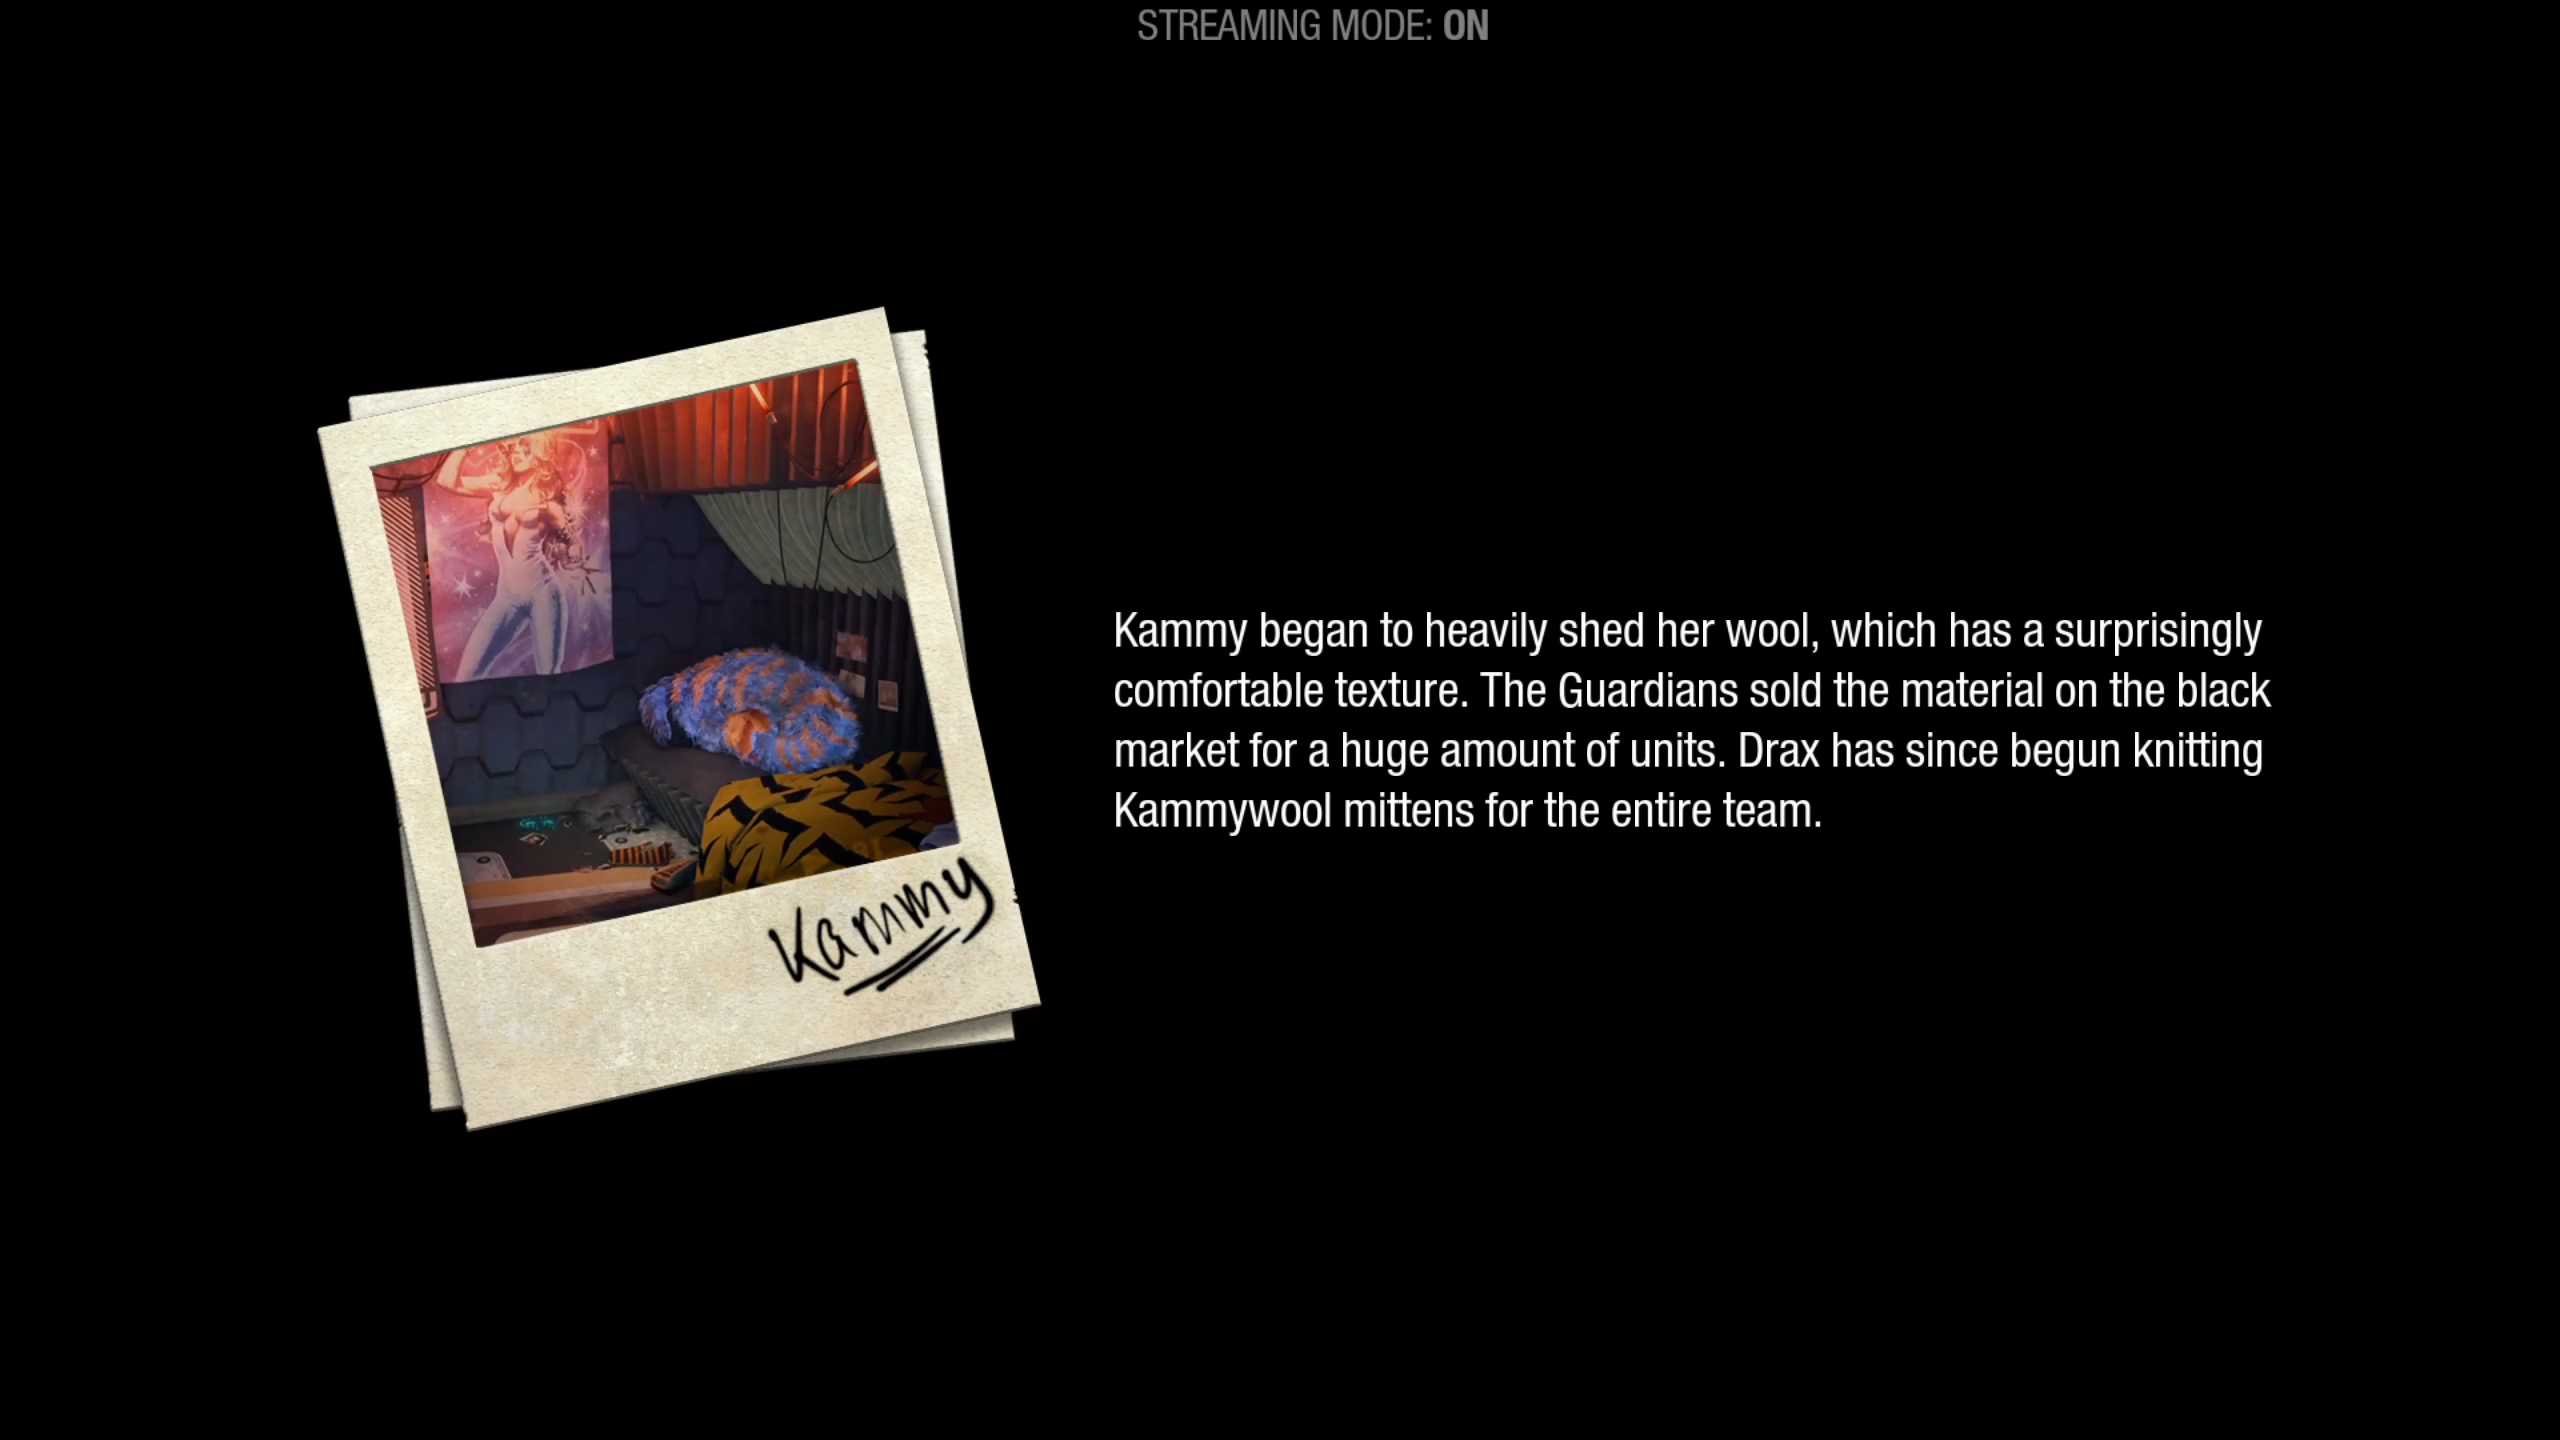 STREAMING MODE: ON
Kammy began to heavily shed her wool, which has a surprisingly
comfortable texture. The Guardians sold the material on the black
market for a huge amount of units. Drax has since begun knitting
Kammywool mittens for the entire team.
Kammy